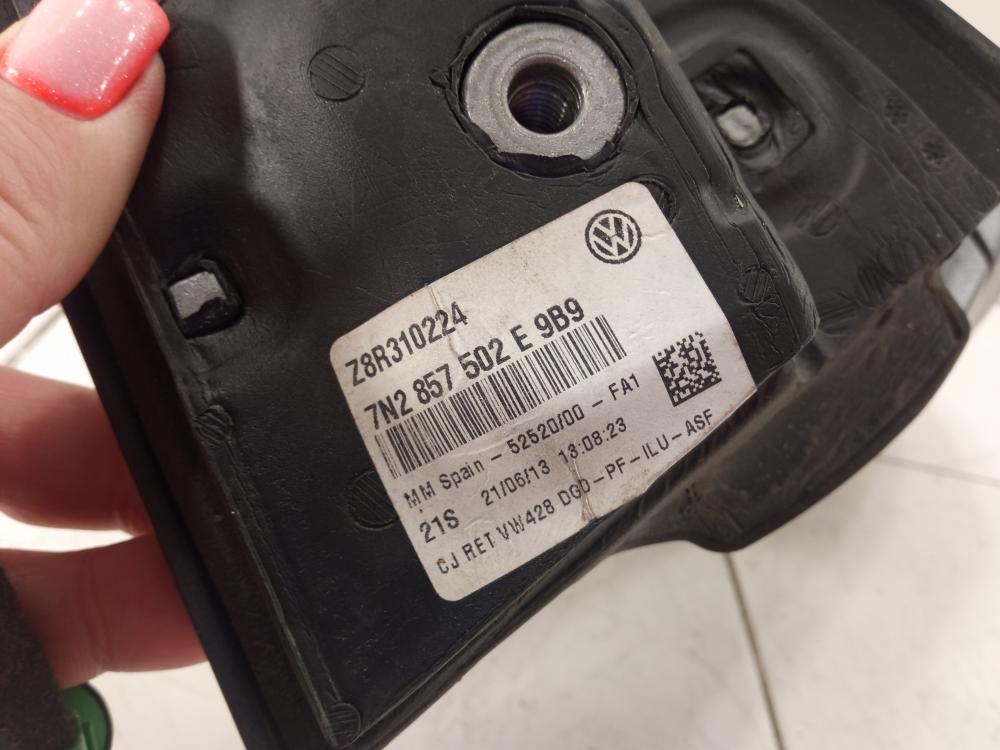 Z8R310224
7N2 857 502 E 9B9
MM Spain - 52520/00 - FA1
21S 21/06/13 13:08:23
CJ RET VW428 DGD-PF-ILU-ASF